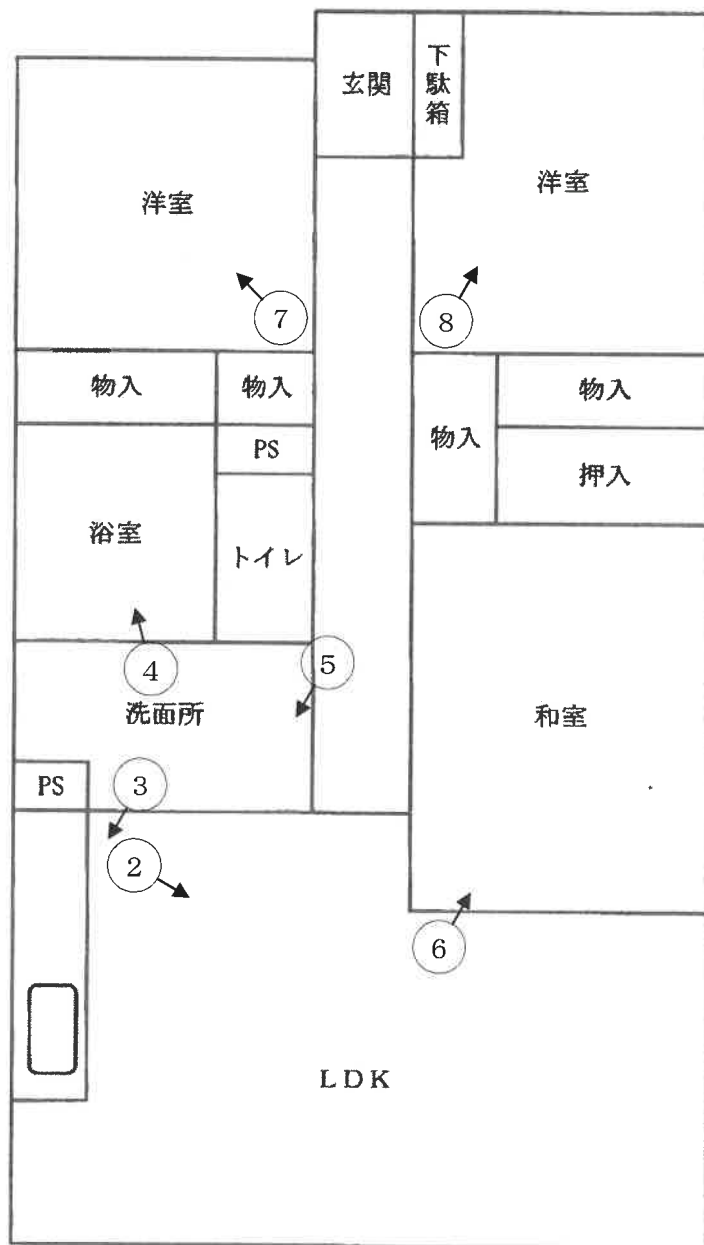 玄関
下駄箱
洋室
洋室
⑦
⑧
物入
物入
物入
物入
PS
押入
浴室
トイレ
④
⑤
洗面所
和室
PS
③
②
⑥
LDK